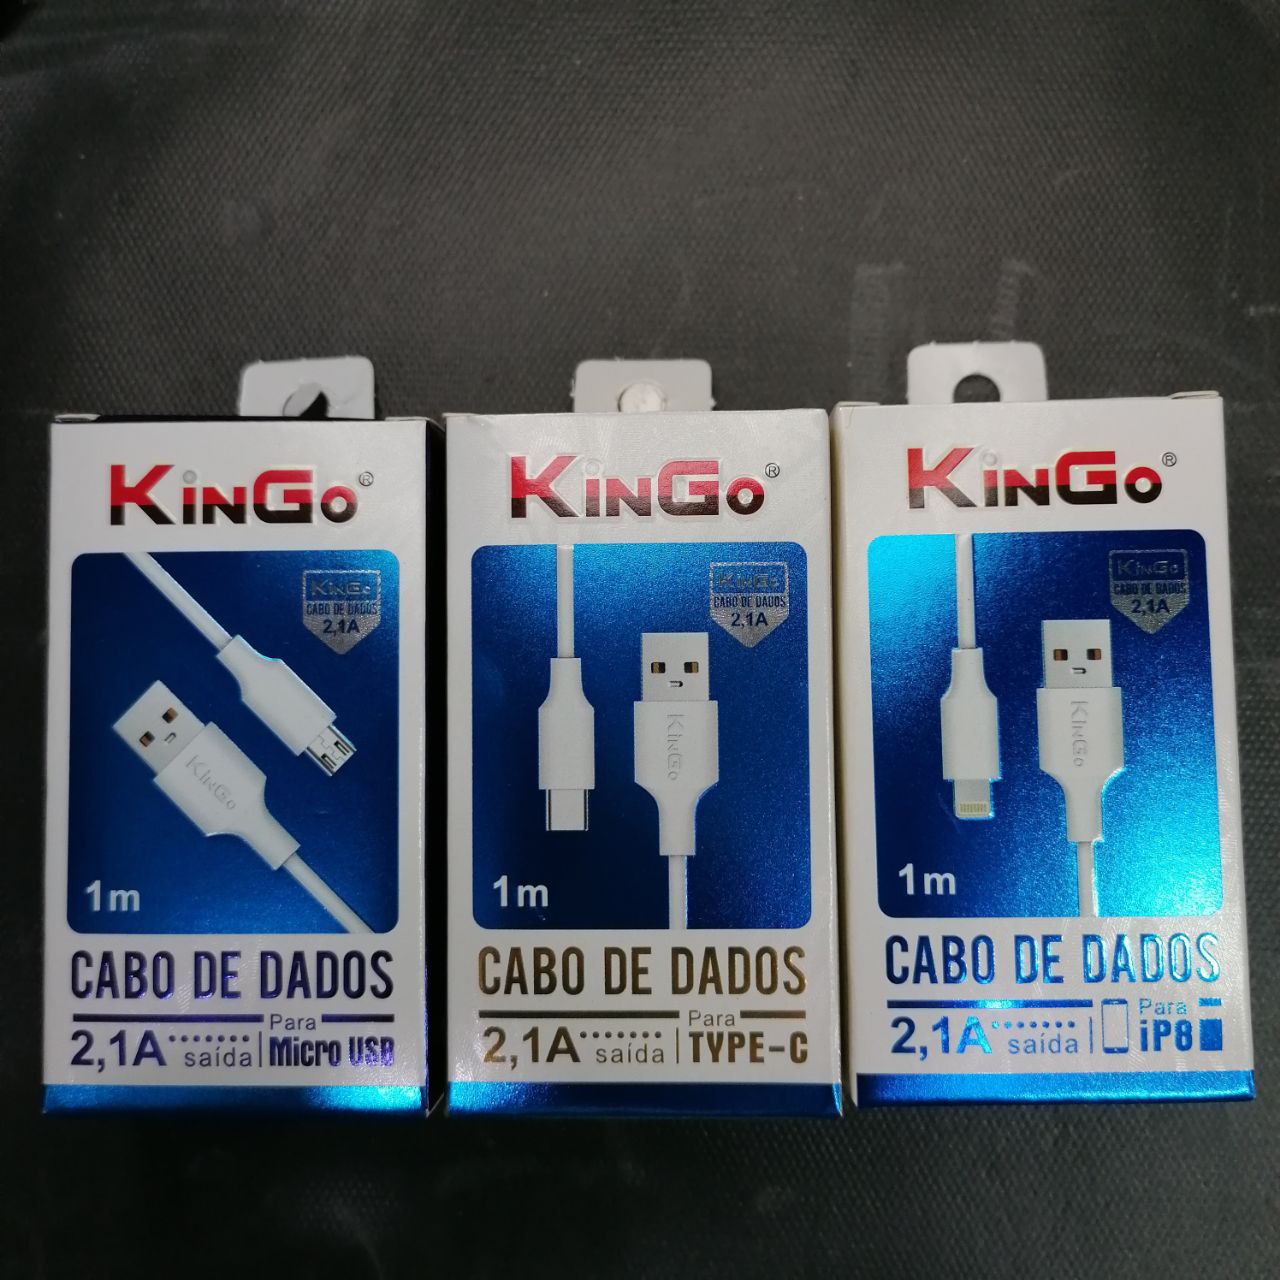 KinGo®
KinGo
CABO DE DADOS
2,1A
KinGo
1m
CABO DE DADOS
2,1A saída
Para
Micro USB
KinGo®
KinGo
CABO DE DADOS
2,1A
KinGo
1m
CABO DE DADOS
2,1A saída
Para
TYPE-C
KinGo®
KinGo
CABO DE DADOS
2,1A
KinGo
1m
CABO DE DADOS
2,1A saída
Para
iP8